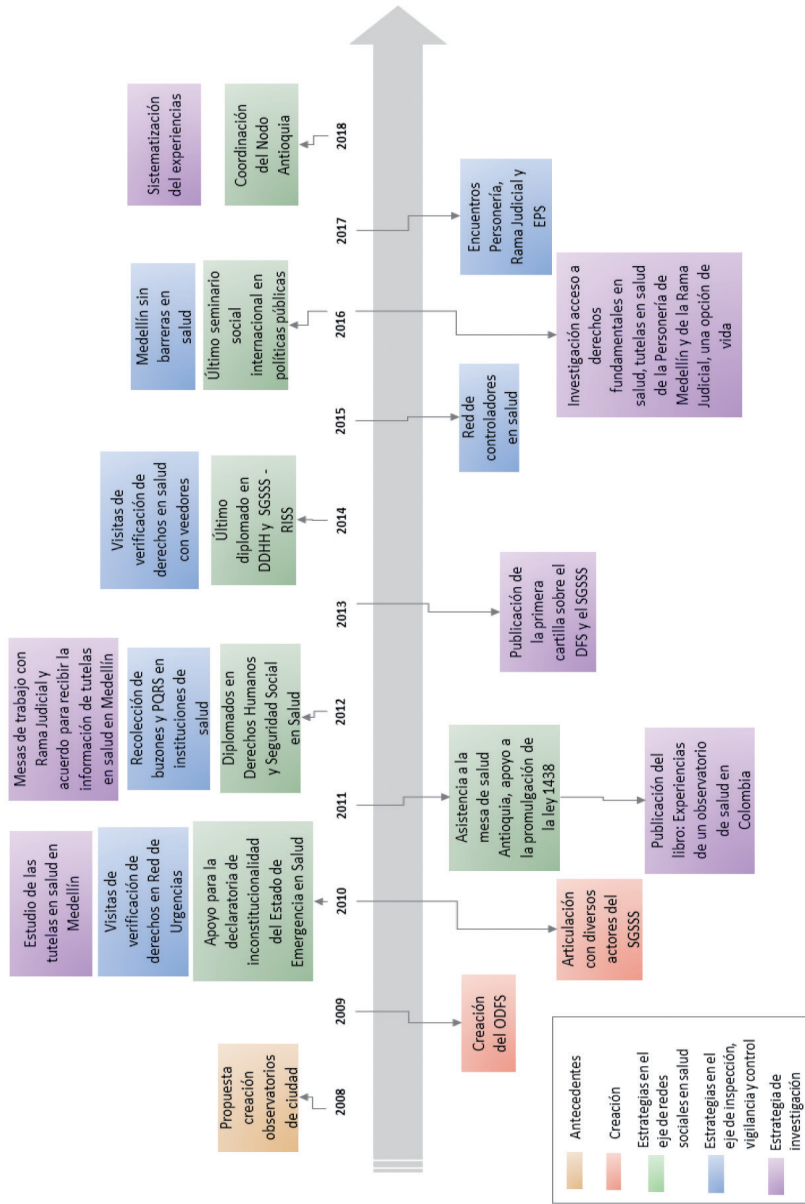 Propuesta
creación
observatorios
de ciudad
2008
2009
Creación
del ODFS
Estudio de las
tutelas en salud en
Medellín
Visitas de
verificación de
derechos en Red de
Urgencias
Apoyo para la
declaratoria de
inconstitucionalidad
del Estado de
Emergencia en Salud
2010
Articulación
con diversos
actores del
SGSSS
2011
Asistencia a la
mesa de salud
Antioquia, apoyo a
la promulgación de
la ley 1438
Publicación del
libro: Experiencias
de un observatorio
de salud en
Colombia
Mesas de trabajo con
Rama Judicial y
acuerdo para recibir la
información de tutelas
en salud en Medellín
Recolección de
buzones y PQRS en
instituciones de
salud
Diplomados en
Derechos Humanos
y Seguridad Social
en Salud
2012
2013
Publicación de
la primera
cartilla sobre el
DFS y el SGSSS
Visitas de
verificación de
derechos en salud
con veedores
Último
diplomado en
DDHH y SGSSS -
RISS
2014
2015
Red de
controladores
en salud
Medellín sin
barreras en
salud
Último seminario
social
internacional en
políticas públicas
2016
Investigación acceso a
derechos
fundamentales en
salud, tutelas en salud
de la Personería de
Medellín y de la Rama
Judicial, una opción de
vida
2017
Encuentros
Personería,
Rama Judicial y
EPS
Sistematización
del experiencias
Coordinación
del Nodo
Antioquia
2018
Antecedentes
Creación
Estrategias en el
eje de redes
sociales en salud
Estrategias en el
eje de inspección,
vigilancia y control
Estrategia de
investigación